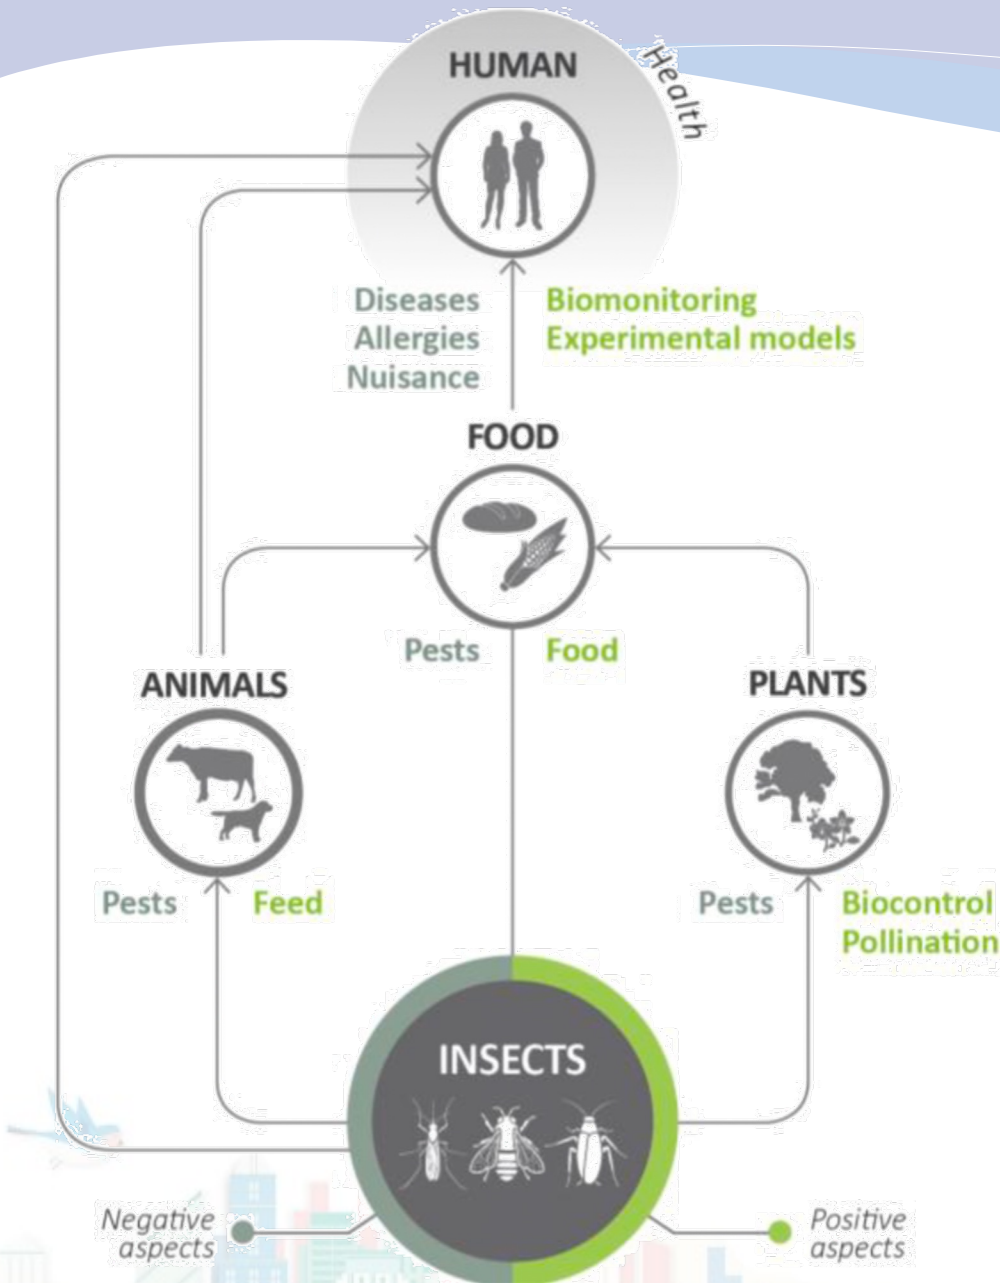 HUMAN
Health
Diseases
Allergies
Nuisance
Biomonitoring
Experimental models
FOOD
Pests
Food
ANIMALS
PLANTS
Pests
Feed
Pests
Biocontrol
Pollination
INSECTS
Negative
aspects
Positive
aspects